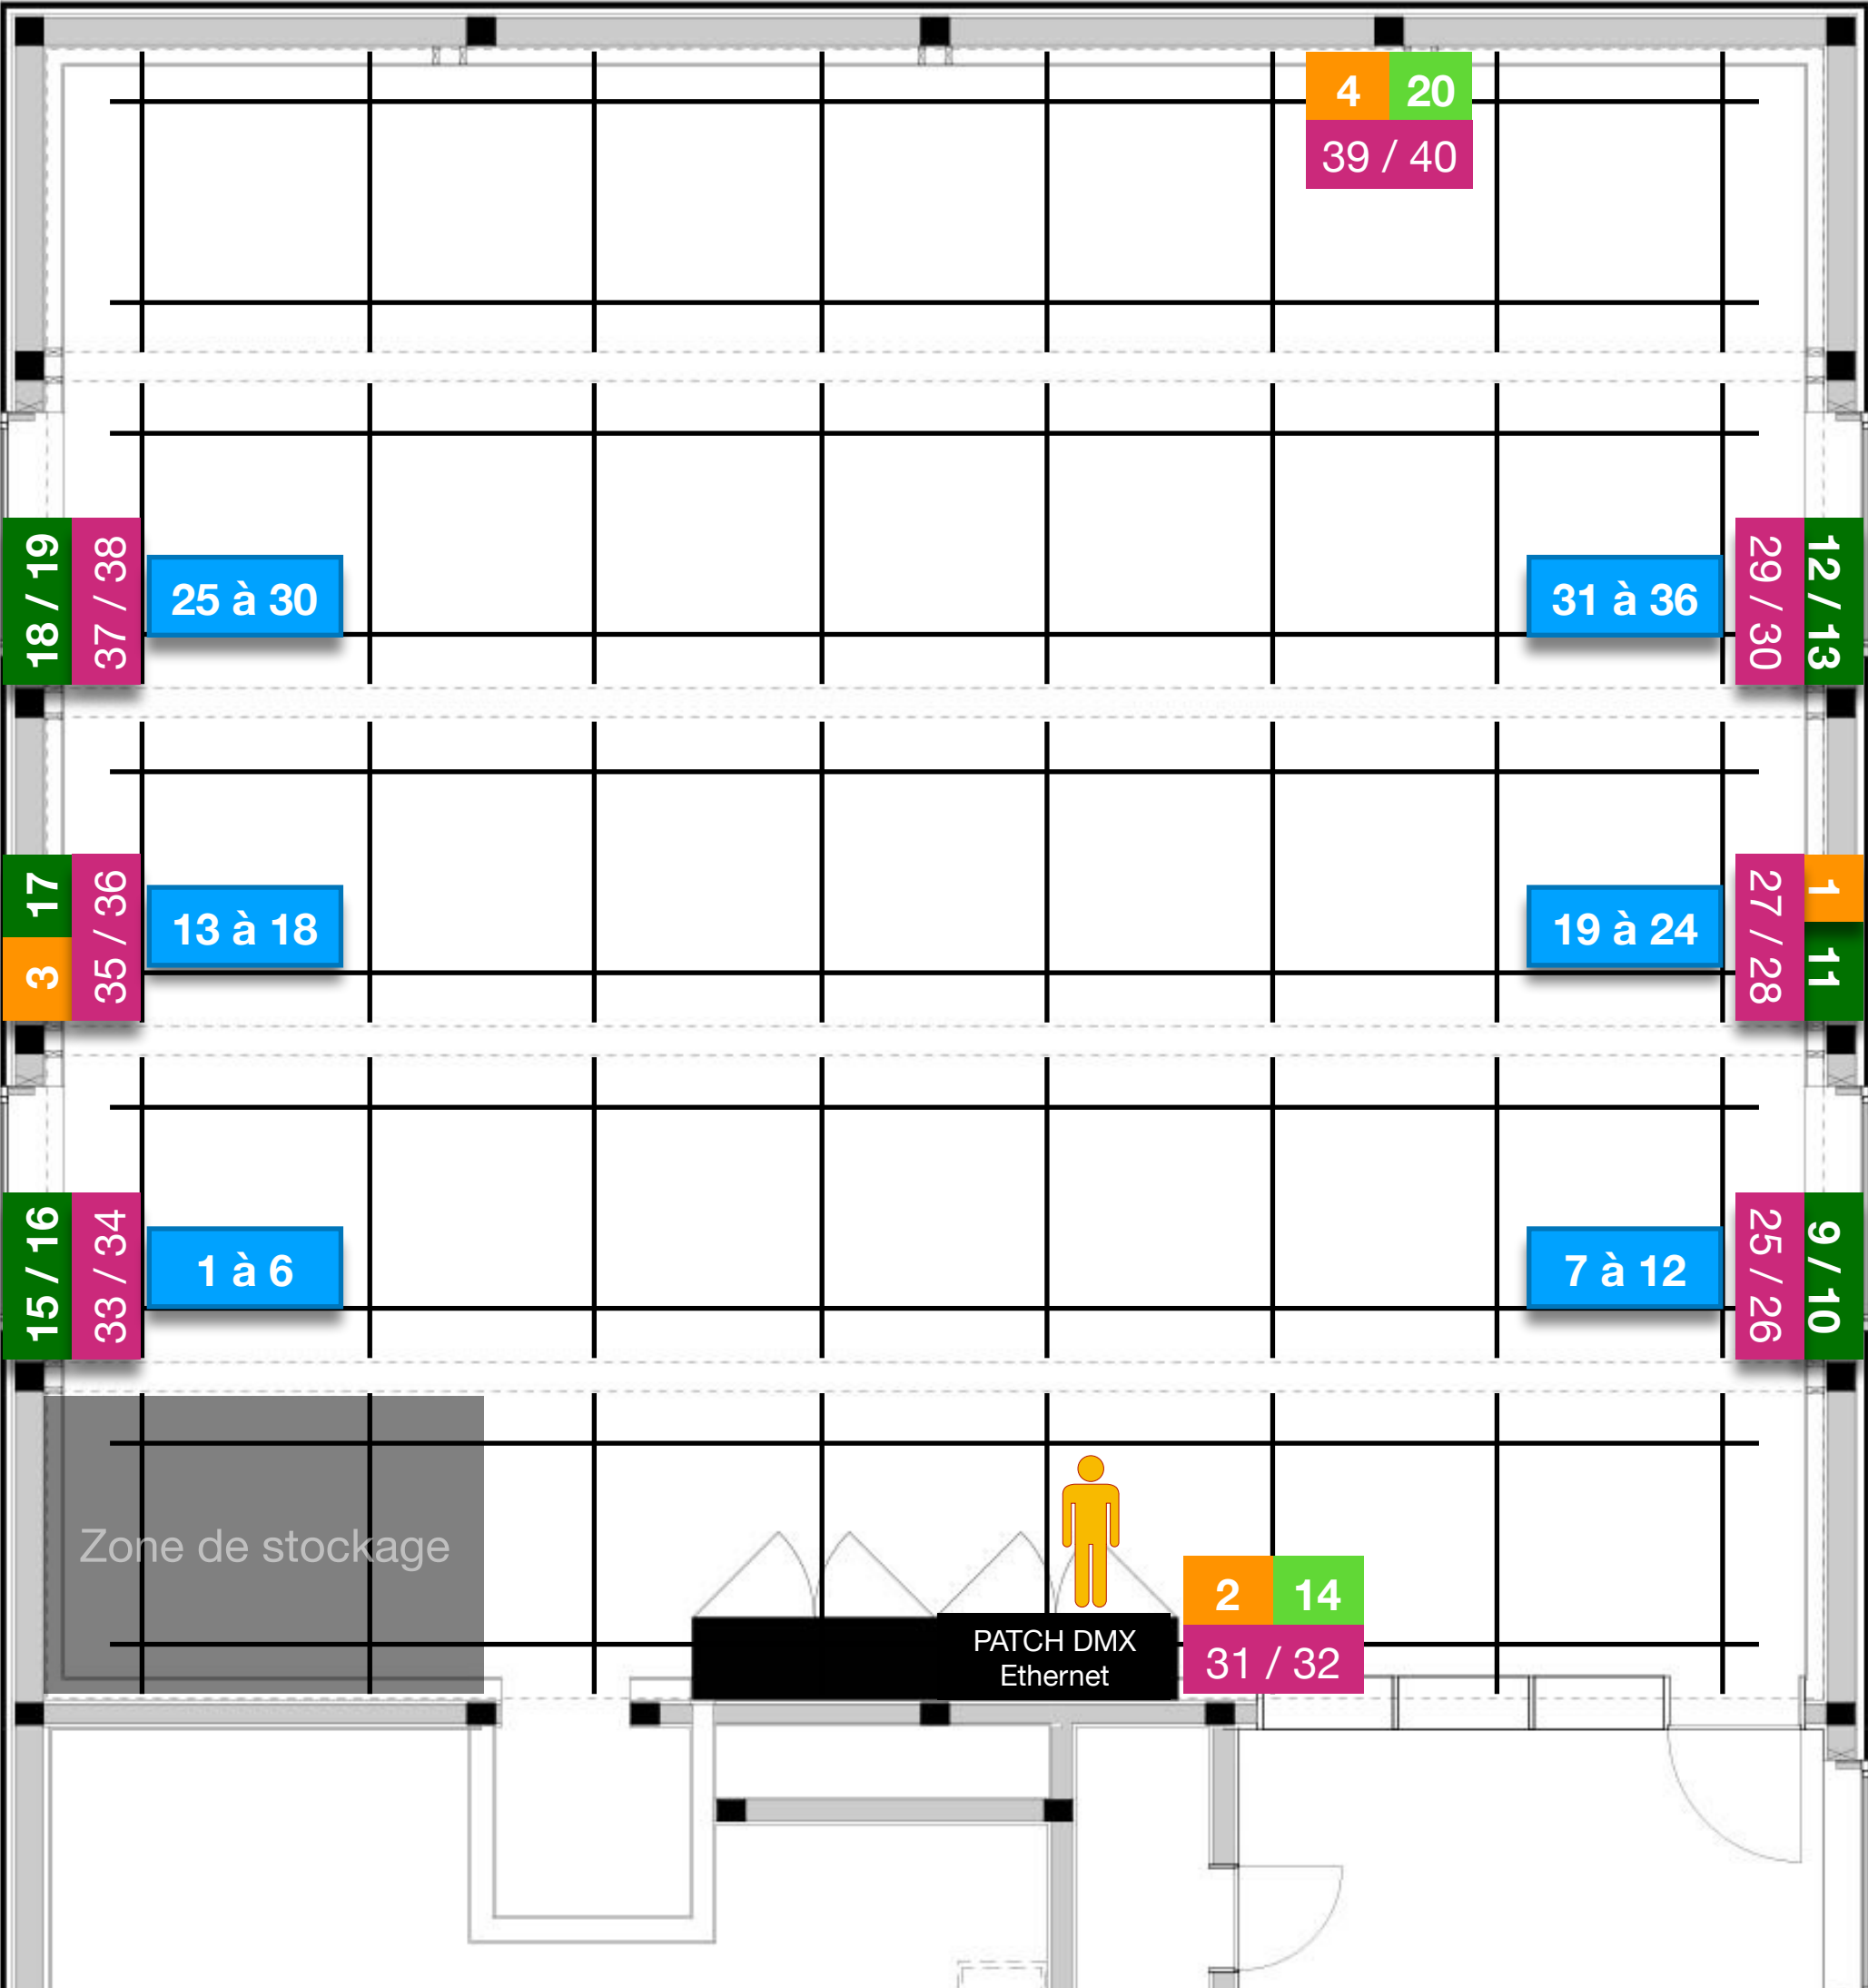 4
20
39 / 40
18 / 19
37 / 38
25 à 30
31 à 36
29 / 30
12 / 13
17
3
35 / 36
13 à 18
19 à 24
27 / 28
1
11
15 / 16
33 / 34
1 à 6
7 à 12
25 / 26
9 / 10
Zone de stockage
2
14
31 / 32
PATCH DMX
Ethernet